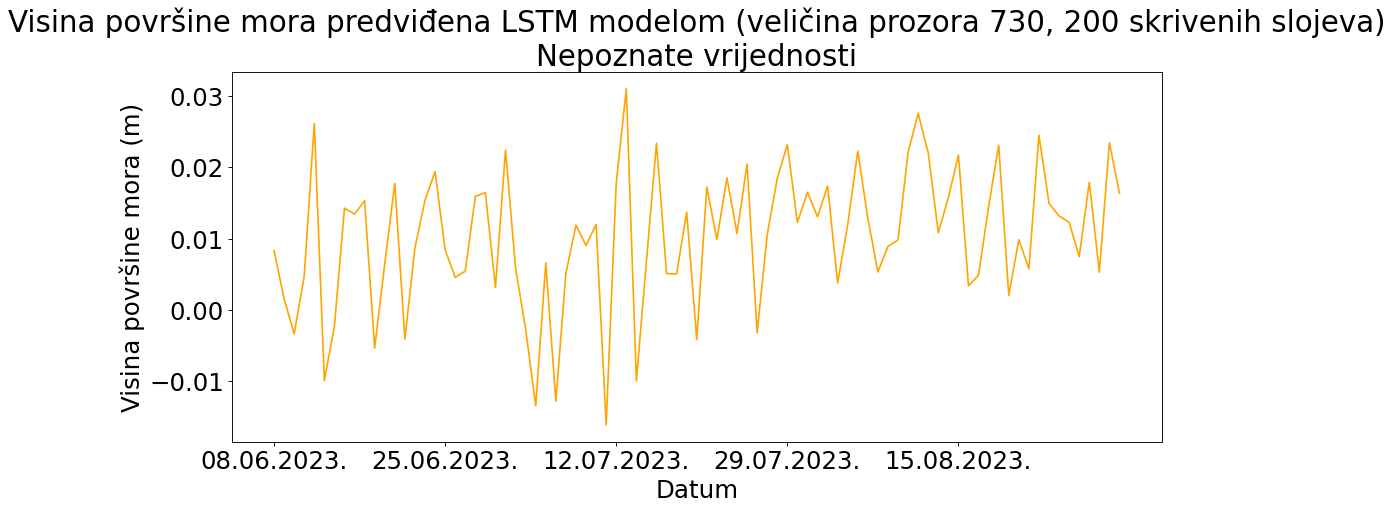 Visina površine mora predviđena LSTM modelom (veličina prozora 730, 200 skrivenih slojeva)
Nepoznate vrijednosti
Visina površine mora (m)
0.03
0.02
0.01
0.00
−0.01
08.06.2023. 25.06.2023. 12.07.2023. 29.07.2023. 15.08.2023.
Datum